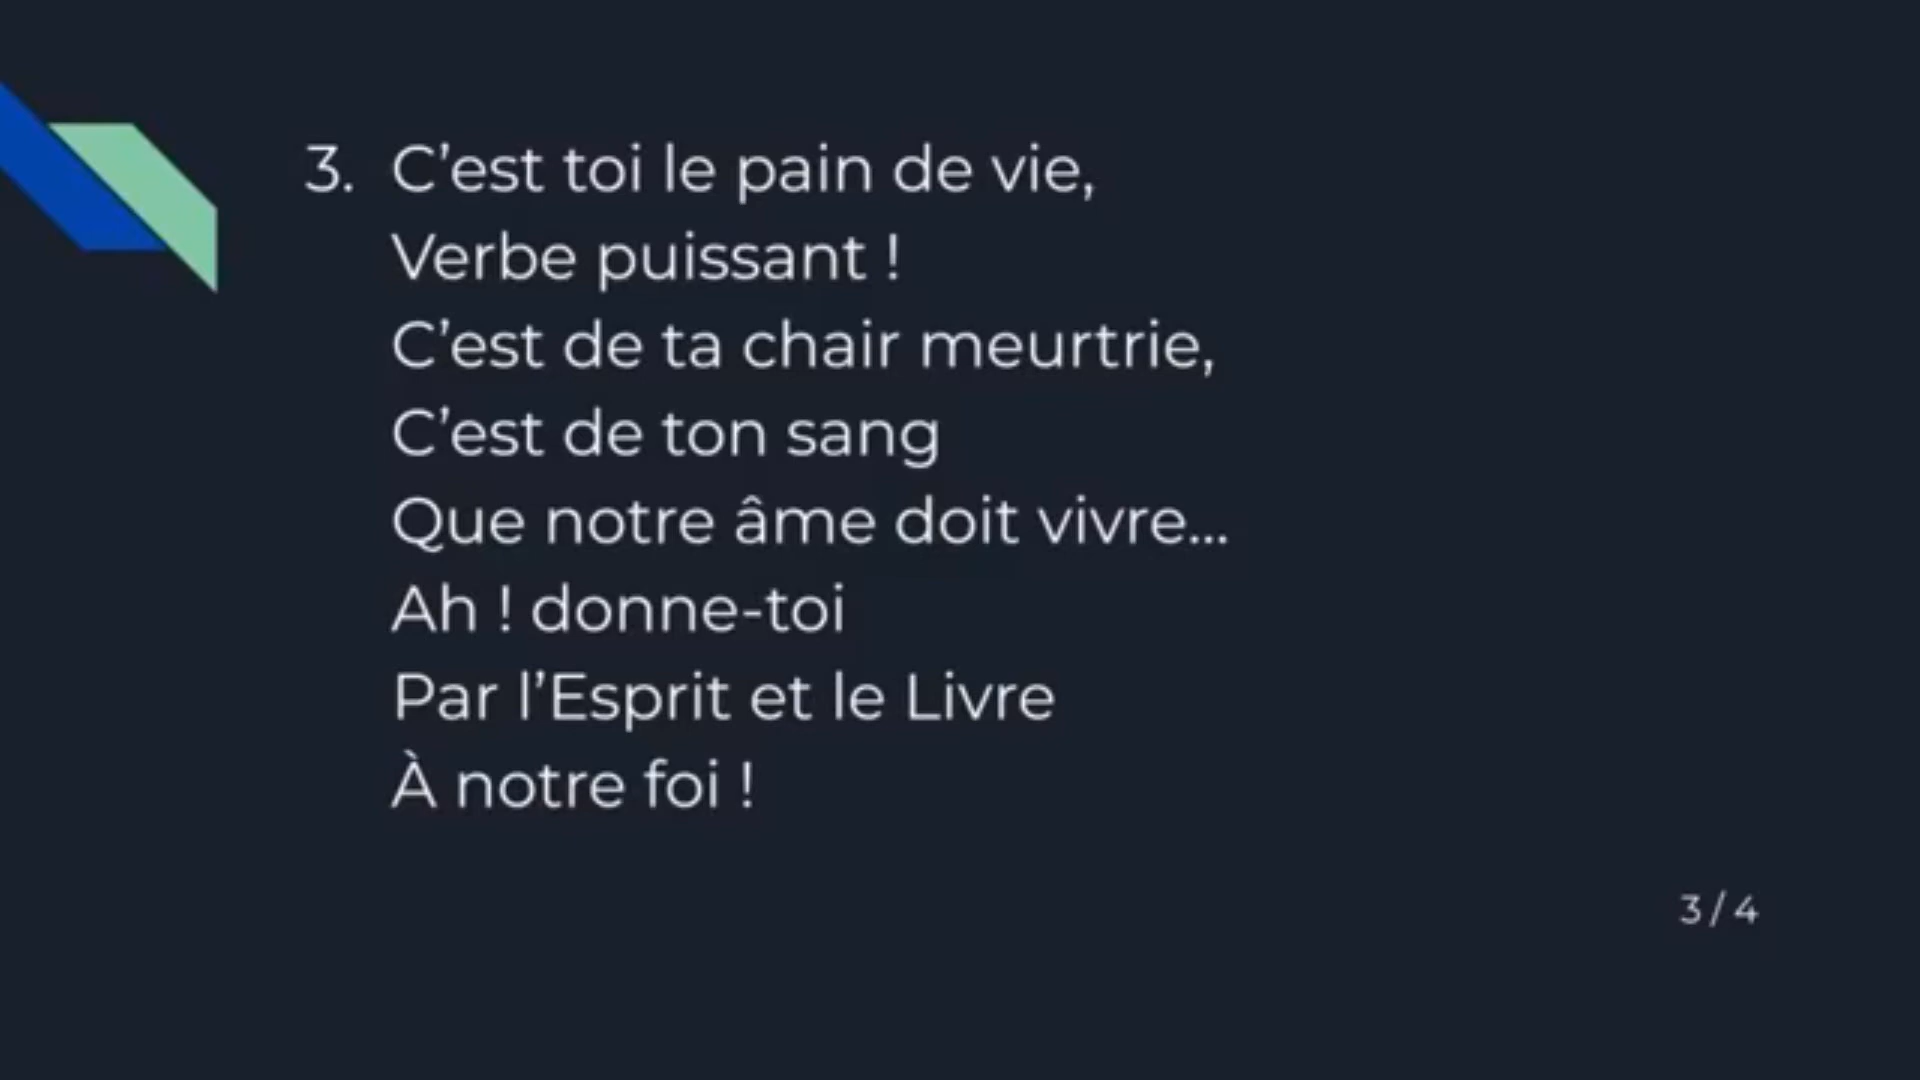 3. C’est toi le pain de vie,
Verbe puissant !
C’est de ta chair meurtrie,
C’est de ton sang
Que notre âme doit vivre...
Ah ! donne-toi
Par l’Esprit et le Livre
À notre foi !
3 / 4